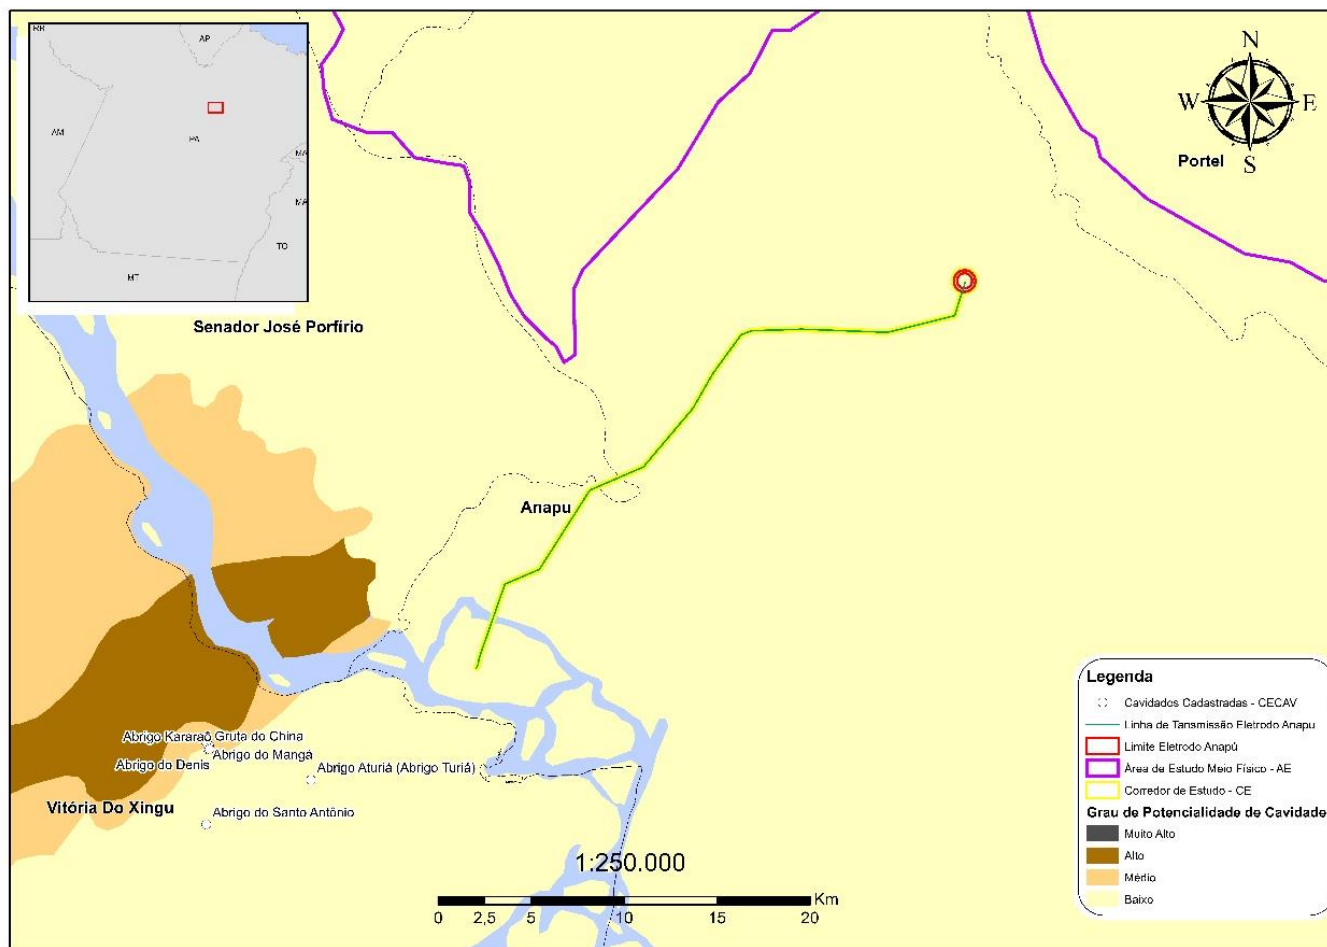 RR
AP
AM
PA
MA
MA
TO
MT
N
W
E
S
Portel
Senador José Porfírio
Anapu
Abrigo Kararaô
Gruta do China
Abrigo do Mangá
Abrigo do Denis
Abrigo Aturiá (Abrigo Turiá)
Vitória Do Xingu
Abrigo do Santo Antônio
1:250.000
Km
0 2,5 5 10 15 20
Legenda
Cavidados Cadastradas - CECAV
Linha de Tansmissão Eletrodo Anapu
Limite Eletrodo Anapú
Área de Estudo Meio Físico - AE
Corredor de Estudo - CE
Grau de Potencialidade de Cavidade
Muito Alto
Alto
Médio
Baixo